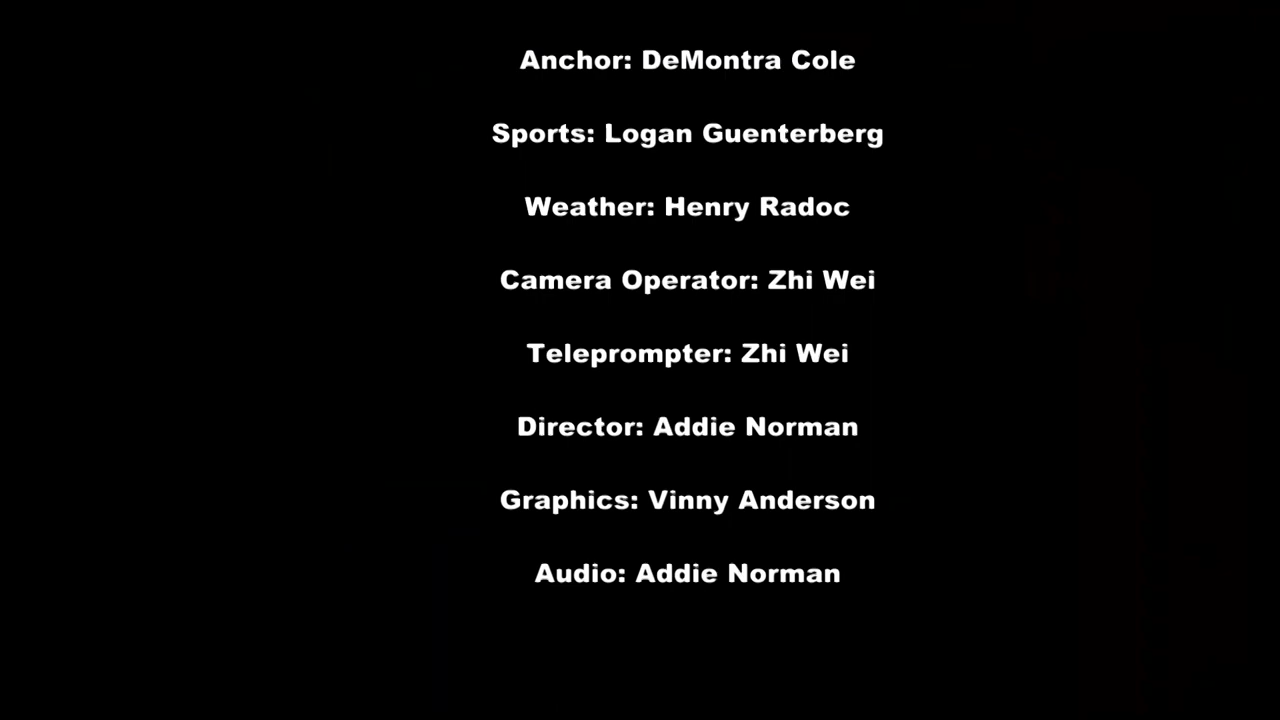 Anchor: DeMontra Cole
Sports: Logan Guenterberg
Weather: Henry Radoc
Camera Operator: Zhi Wei
Teleprompter: Zhi Wei
Director: Addie Norman
Graphics: Vinny Anderson
Audio: Addie Norman